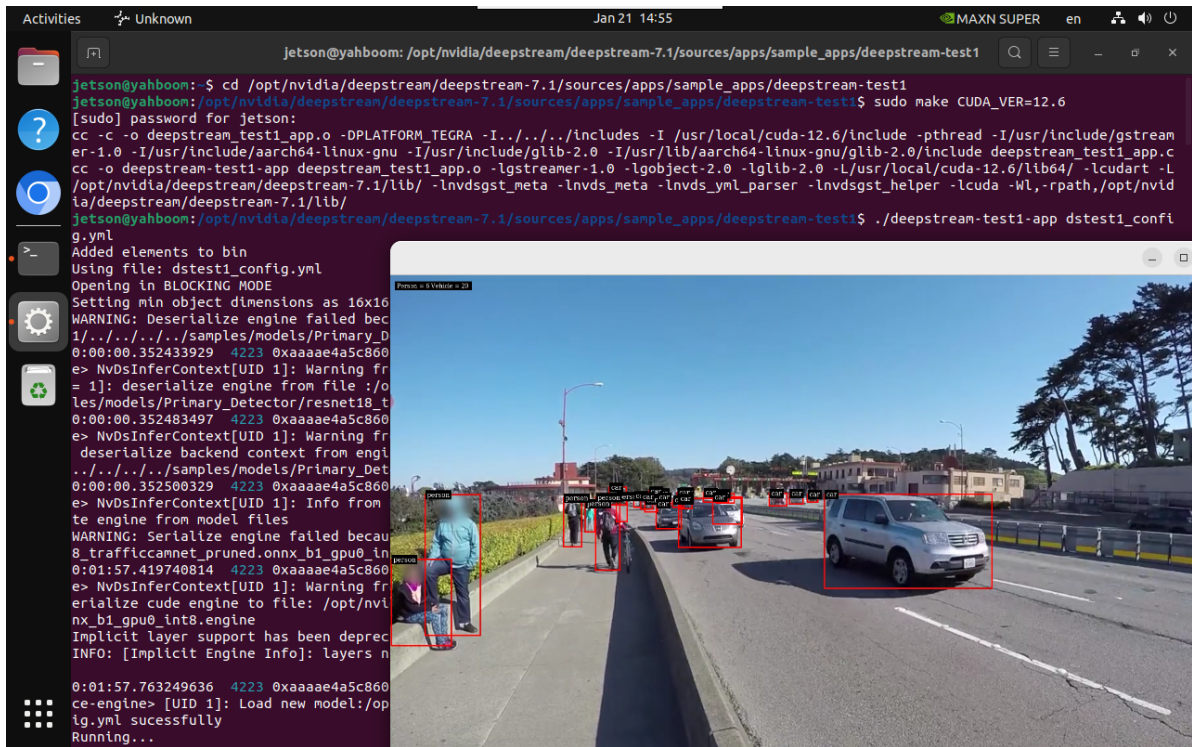 Activities
Unknown
Jan 21 14:55
MAXN SUPER
en
jetson@yahboom: /opt/nvidia/deepstream/deepstream-7.1/sources/apps/sample_apps/deepstream-test1
jetson@yahboom:~$ cd /opt/nvidia/deepstream/deepstream-7.1/sources/apps/sample_apps/deepstream-test1
jetson@yahboom:/opt/nvidia/deepstream/deepstream-7.1/sources/apps/sample_apps/deepstream-test1$ sudo make CUDA_VER=12.6
[sudo] password for jetson:
cc -c -o deepstream_test1_app.o -DPLATFORM_TEGRA -I../../../includes -I /usr/local/cuda-12.6/include -pthread -I/usr/include/gstream
er-1.0 -I/usr/include/aarch64-linux-gnu -I/usr/include/glib-2.0 -I/usr/lib/aarch64-linux-gnu/glib-2.0/include deepstream_test1_app.c
cc -o deepstream-test1-app deepstream_test1_app.o -lgstreamer-1.0 -lgobject-2.0 -lglib-2.0 -L/usr/local/cuda-12.6/lib64/ -lcudart -L
/opt/nvidia/deepstream/deepstream-7.1/lib/ -lnvdsgst_meta -lnvds_meta -lnvds_yml_parser -lnvdsgst_helper -lcuda -Wl,-rpath,/opt/nvid
ia/deepstream/deepstream-7.1/lib/
jetson@yahboom:/opt/nvidia/deepstream/deepstream-7.1/sources/apps/sample_apps/deepstream-test1$ ./deepstream-test1-app dstest1_confi
g.yml
Added elements to bin
Using file: dstest1_config.yml
Opening in BLOCKING MODE
Setting min object dimensions as 16x16
WARNING: Deserialize engine failed bec
1/../../../../samples/models/Primary_D
0:00:00.352433929 4223 0xaaaae4a5c860
e> NvDsInferContext[UID 1]: Warning fr
= 1]: deserialize engine from file :/o
les/models/Primary_Detector/resnet18_t
0:00:00.352483497 4223 0xaaaae4a5c860
e> NvDsInferContext[UID 1]: Warning fr
deserialize backend context from engi
../../../../samples/models/Primary_Det
0:00:00.352500329 4223 0xaaaae4a5c860
e> NvDsInferContext[UID 1]: Info from
te engine from model files
WARNING: Serialize engine failed becau
8_trafficcamnet_pruned.onnx_b1_gpu0_in
0:01:57.419740814 4223 0xaaaae4a5c860
e> NvDsInferContext[UID 1]: Warning fr
erialize cude engine to file: /opt/nvi
nx_b1_gpu0_int8.engine
Implicit layer support has been deprec
INFO: [Implicit Engine Info]: layers n
0:01:57.763249636 4223 0xaaaae4a5c860
ce-engine> [UID 1]: Load new model:/op
ig.yml sucessfully
Running...
Person = 6 Vehicle = 20
car
person
person
person
person
car
car
car
car
car
car
car
car
car
person